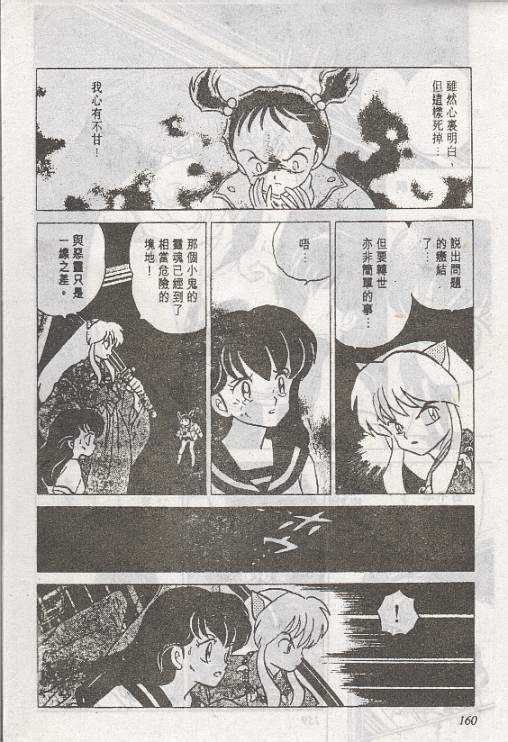 雖然心裏明白，
但這樣死掉…
我心有不甘！
說出問題
的癥結
了…
但要轉世
亦非簡單的事…
唔…
那個小鬼的
靈魂已經到了
相當危險的
境地！
與惡靈只是
一線之差。
！
160